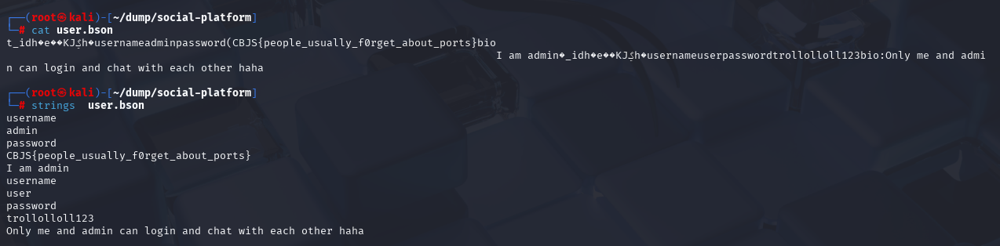 ┌──(root㉿kali)-[~/dump/social-platform]
└─# cat user.bson
t_idh�e��KJڲh�usernameadminpassword(CBJS{people_usually_f0rget_about_ports}bio
I am admin�_idh�e��KJڲh�usernameuserpasswordtrollolloll123bio:Only me and admi
n can login and chat with each other haha
┌──(root㉿kali)-[~/dump/social-platform]
└─# strings  user.bson
username
admin
password
CBJS{people_usually_f0rget_about_ports}
I am admin
username
user
password
trollolloll123
Only me and admin can login and chat with each other haha